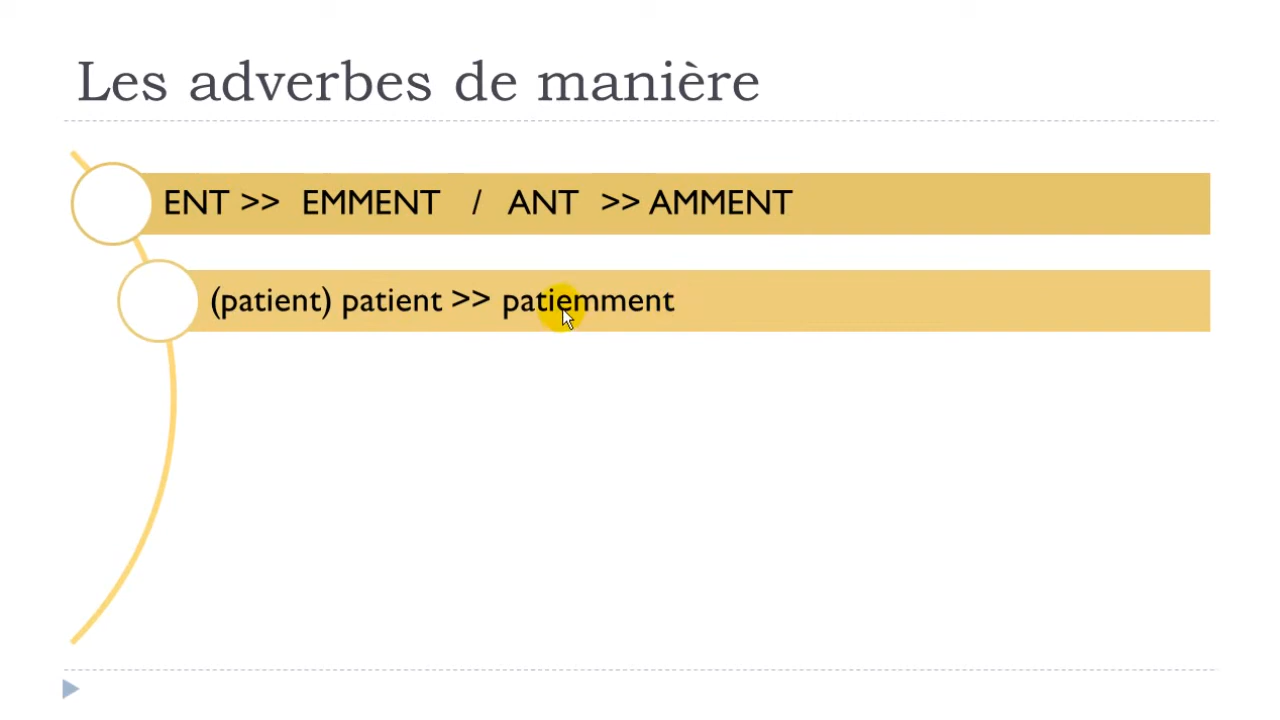 Les adverbes de manière
ENT >> EMMENT / ANT >> AMMENT
(patient) patient >> patiemment